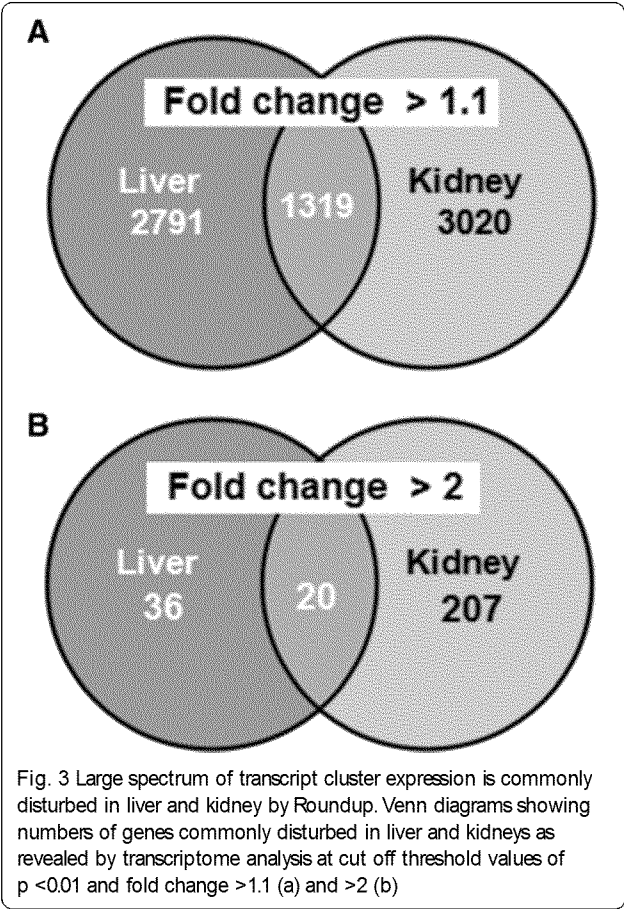 A
Fold change > 1.1
Liver
2791
1319
Kidney
3020
B
Fold change > 2
Liver
36
20
Kidney
207
Fig. 3 Large spectrum of transcript cluster expression is commonly
disturbed in liver and kidney by Roundup. Venn diagrams showing
numbers of genes commonly disturbed in liver and kidneys as
revealed by transcriptome analysis at cut off threshold values of
p <0.01 and fold change >1.1 (a) and >2 (b)